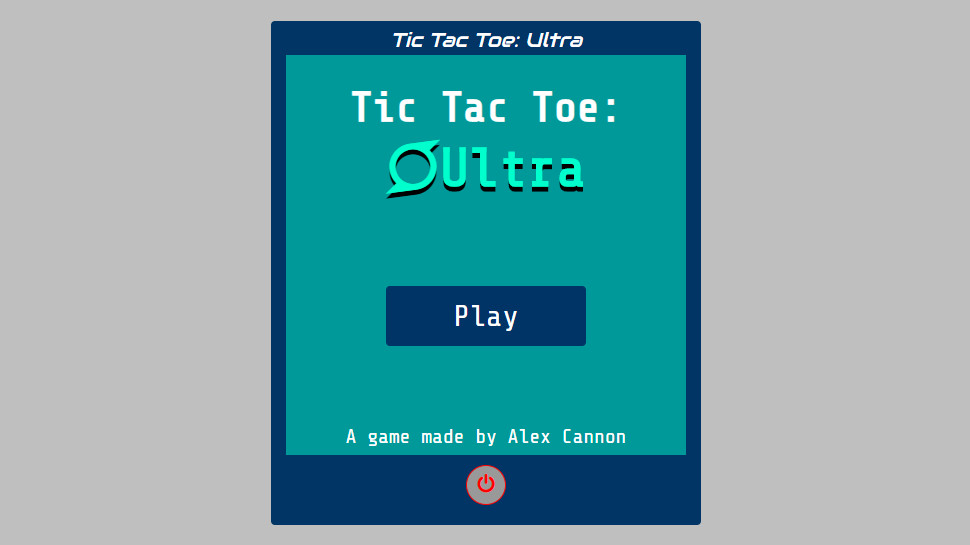 Tic Tac Toe: Ultra
Tic Tac Toe:
Ultra
Play
A game made by Alex Cannon